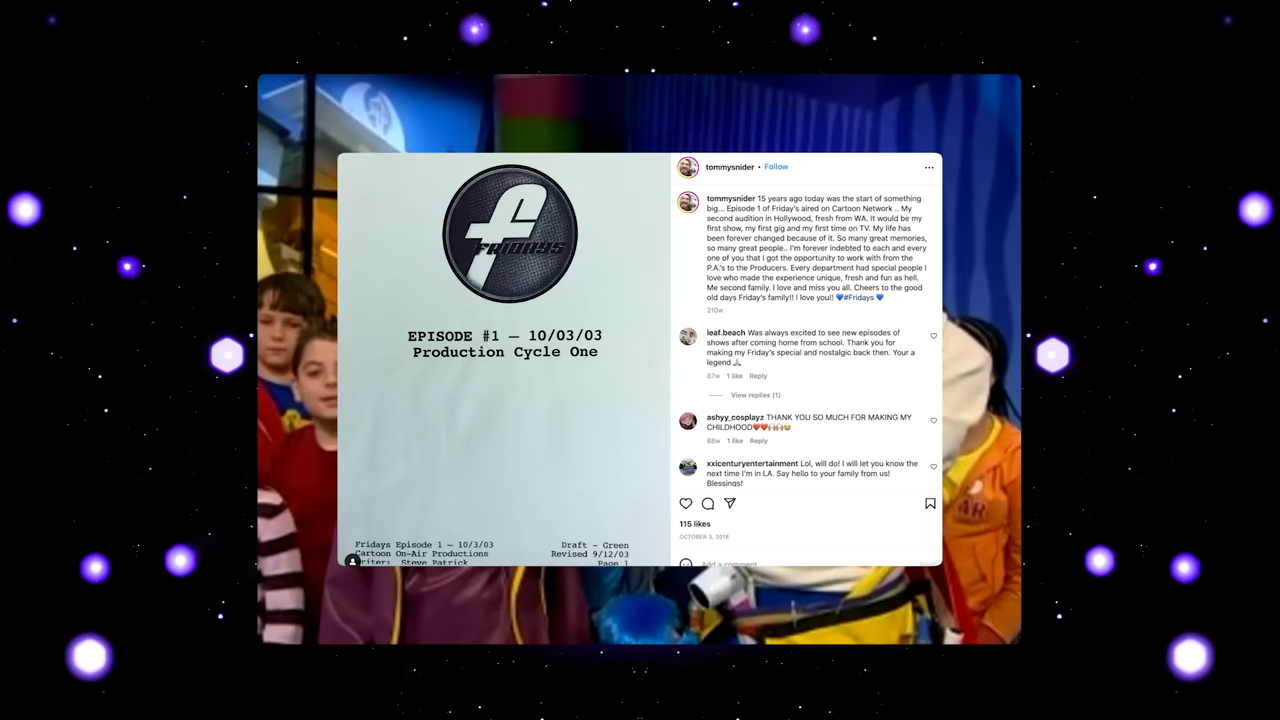 f
FRIDAYS
EPISODE #1 – 10/03/03
Production Cycle One
Fridays Episode 1 – 10/3/03
Cartoon On-Air Productions
Writer: Steve Patrick
Draft – Green
Revised 9/12/03
Page 1
tommysnider • Follow
tommysnider 15 years ago today was the start of something
big... Episode 1 of Friday's aired on Cartoon Network .. My
second audition in Hollywood, fresh from WA. It would be my
first show, my first gig and my first time on TV. My life has
been forever changed because of it. So many great memories,
so many great people.. I'm forever indebted to each and every
one of you that I got the opportunity to work with from the
P.A.'s to the Producers. Every department had special people I
love who made the experience unique, fresh and fun as hell.
Me second family. I love and miss you all. Cheers to the good
old days Friday's family!! I love you!! 💙#Fridays 💙
210w
leaf.beach Was always excited to see new episodes of
shows after coming home from school. Thank you for
making my Friday's special and nostalgic back then. Your a
legend 🙏🏼
87w 1 like Reply
View replies (1)
ashyy_cosplayz THANK YOU SO MUCH FOR MAKING MY
CHILDHOOD❤️❤️🙌🏼🙌🏼😭
88w 1 like Reply
xxicenturyentertainment Lol, will do! I will let you know the
next time I'm in LA. Say hello to your family from us!
Blessings!
115 likes
OCTOBER 3, 2018
Add a comment...
Post
AR